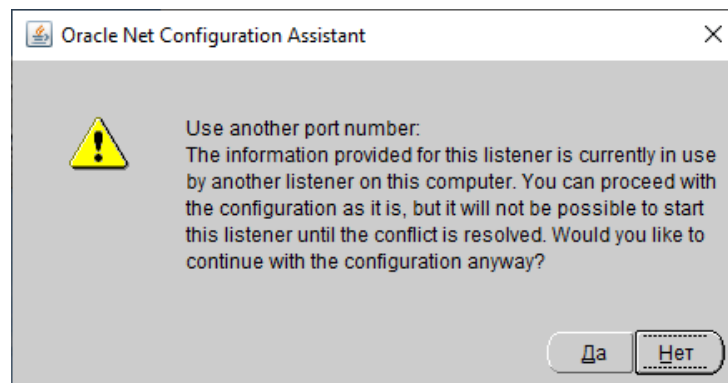 Oracle Net Configuration Assistant
Use another port number:
The information provided for this listener is currently in use
by another listener on this computer. You can proceed with
the configuration as it is, but it will not be possible to start
this listener until the conflict is resolved. Would you like to
continue with the configuration anyway?
Да
Нет